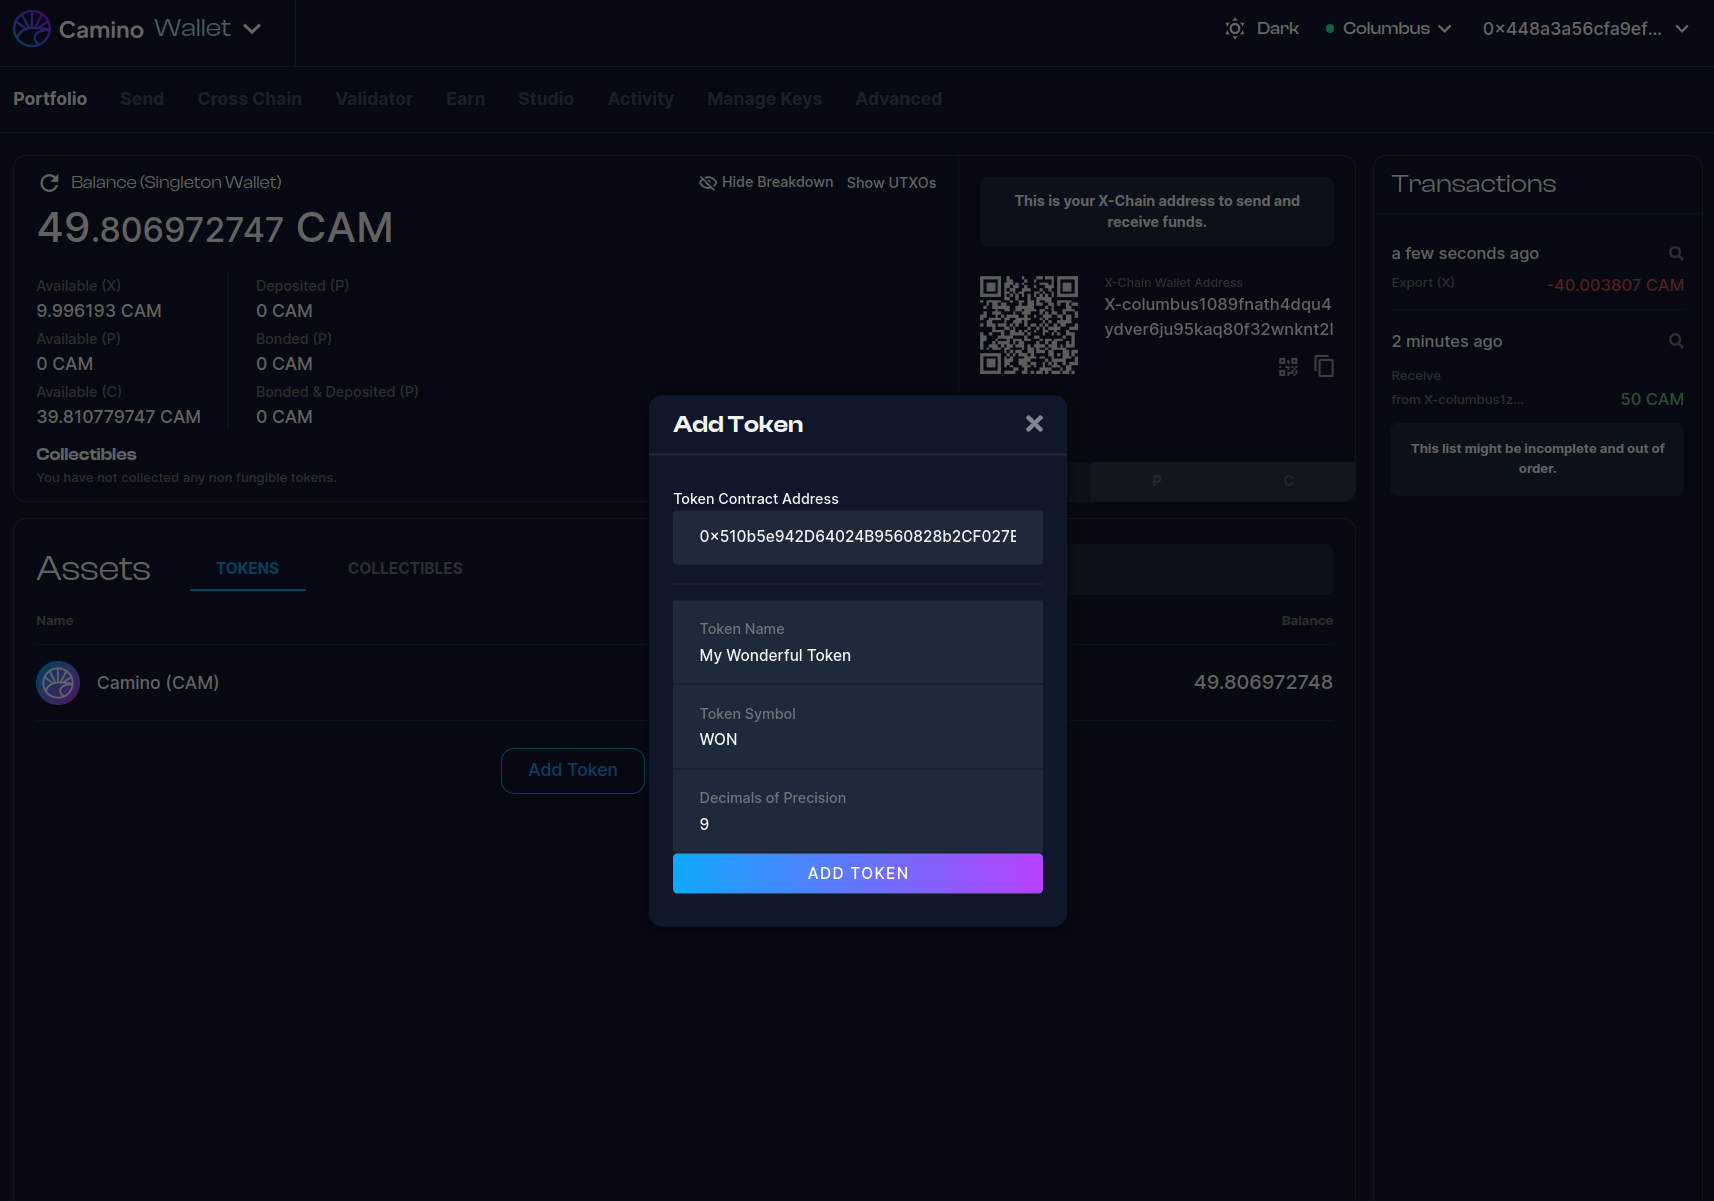 Camino Wallet
Dark
Columbus
0x448a3a56cfa9ef...
Portfolio
Send
Cross Chain
Validator
Earn
Studio
Activity
Manage Keys
Advanced
Balance (Singleton Wallet)
Hide Breakdown
Show UTXOs
49.806972747 CAM
Available (X)
9.996193 CAM
Available (P)
0 CAM
Available (C)
39.810779747 CAM
Deposited (P)
0 CAM
Bonded (P)
0 CAM
Bonded & Deposited (P)
0 CAM
Collectibles
You have not collected any non fungible tokens.
This is your X-Chain address to send and
receive funds.
X-Chain Wallet Address
X-columbus1089fnath4dqu4
ydver6ju95kaq80f32wnknt2l
P
C
Transactions
a few seconds ago
Export (X)
-40.003807 CAM
2 minutes ago
Receive
from X-columbus1z...
50 CAM
This list might be incomplete and out of
order.
Assets
TOKENS
COLLECTIBLES
Name
Balance
Camino (CAM)
49.806972748
Add Token
Add Token
Token Contract Address
0x510b5e942D64024B9560828b2CF027E
Token Name
My Wonderful Token
Token Symbol
WON
Decimals of Precision
9
ADD TOKEN